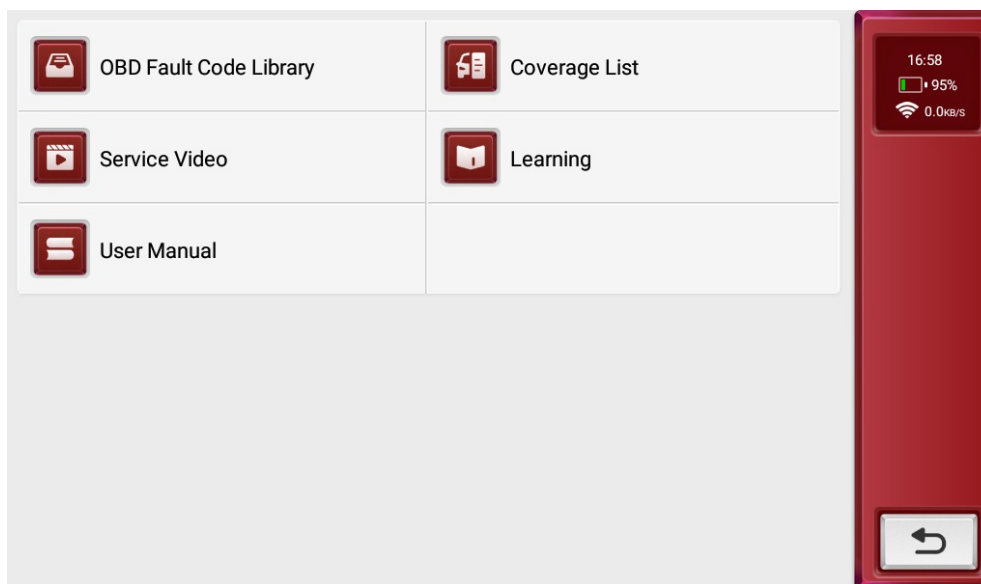 OBD Fault Code Library
Coverage List
16:58
95%
0.0KB/S
Service Video
Learning
User Manual